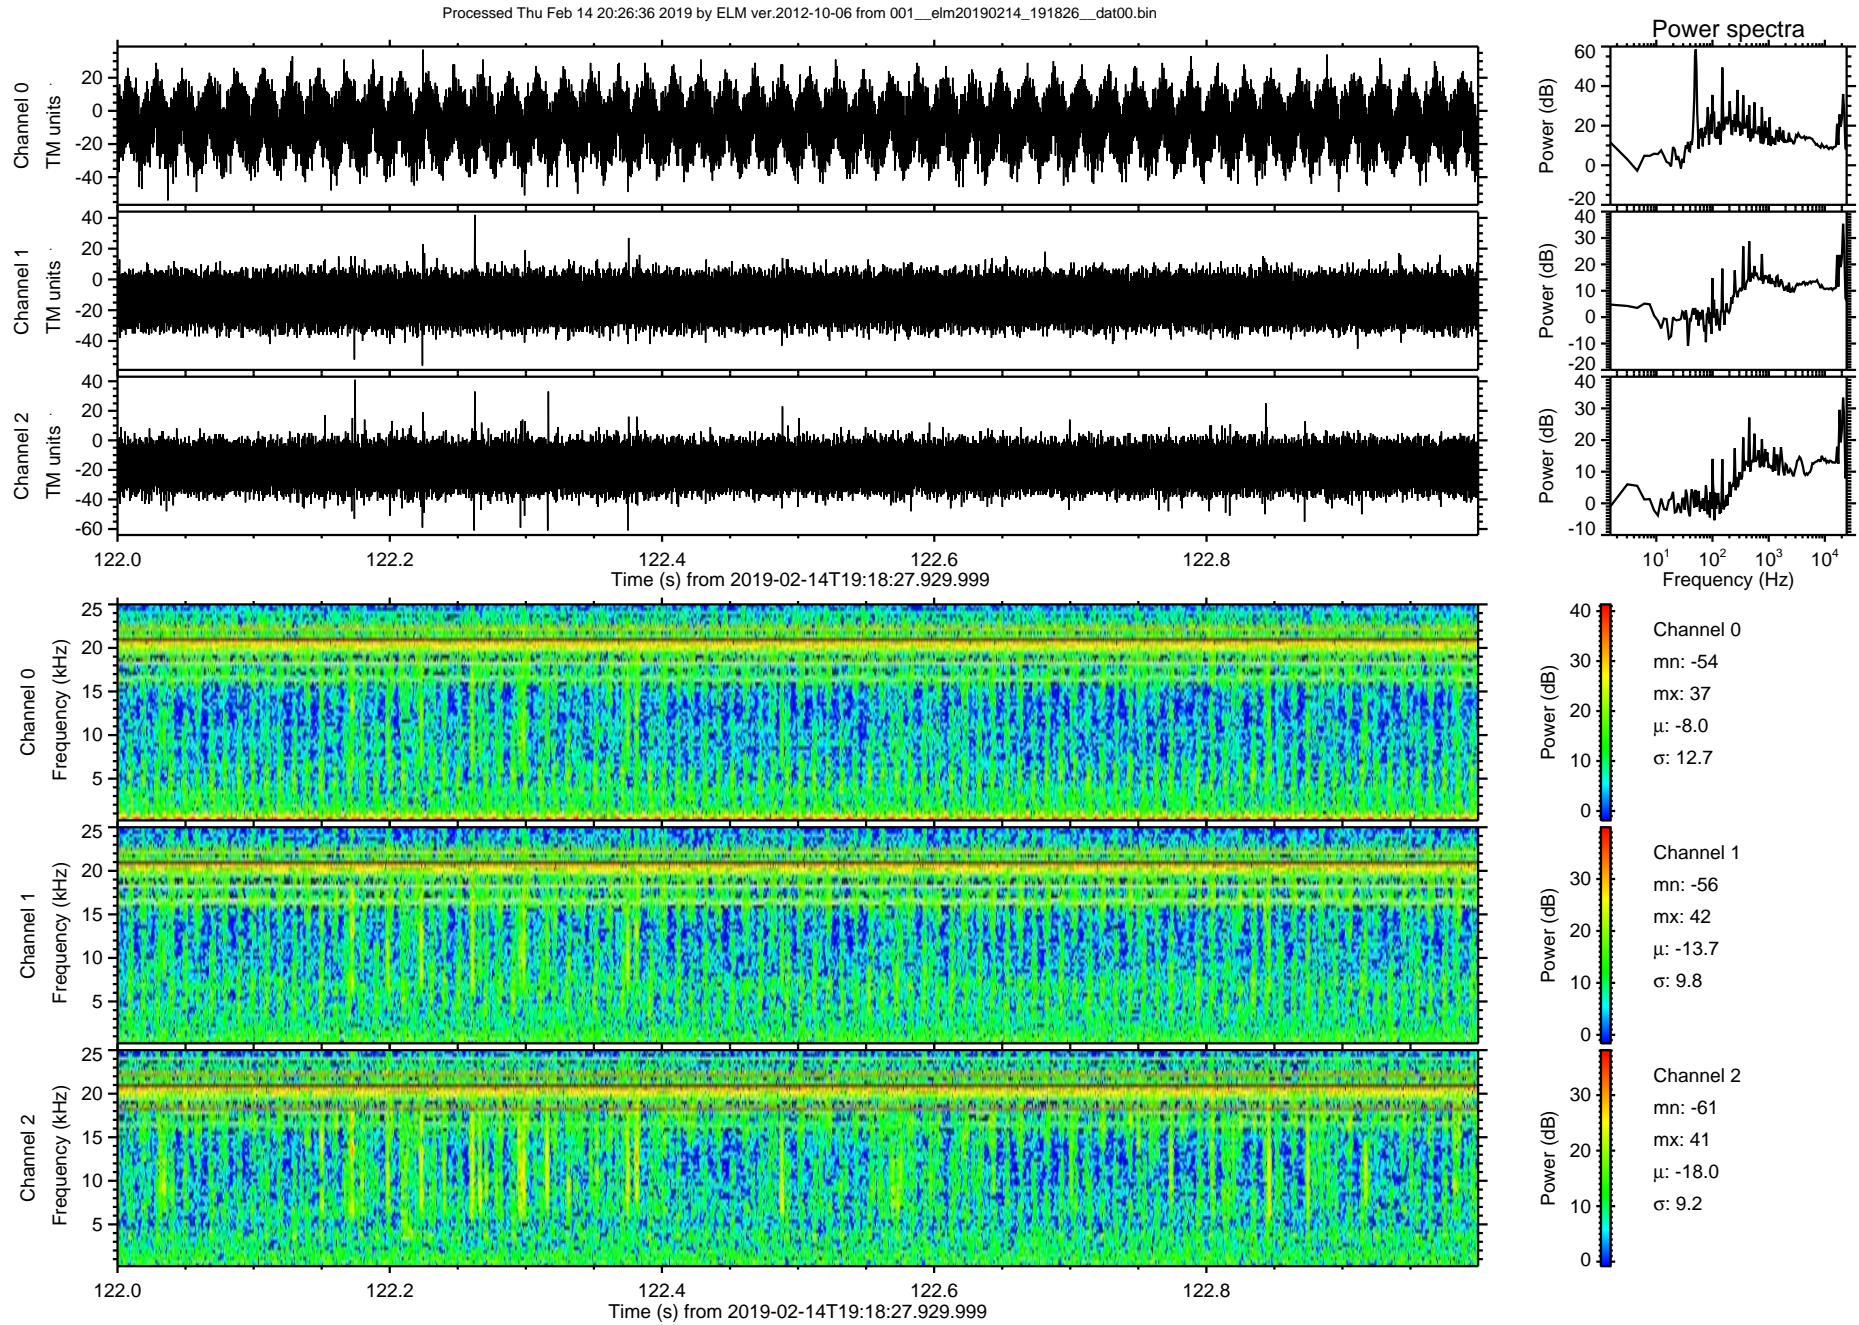 Processed Thu Feb 14 20:26:36 2019 by ELM ver.2012-10-06 from 001__elm20190214_191826__dat00.bin
Power spectra
Channel 0
TM units
20
0
-20
-40
Power (dB)
60
40
20
0
-20
Channel 1
TM units
40
20
0
-20
-40
Power (dB)
40
30
20
10
0
-10
-20
Channel 2
TM units
40
20
0
-20
-40
-60
Power (dB)
40
30
20
10
0
-10
122.0 122.2 122.4 122.6 122.8
Time (s) from 2019-02-14T19:18:27.929.999
10¹ 10² 10³ 10⁴
Frequency (Hz)
Channel 0
Frequency (kHz)
25
20
15
10
5
Power (dB)
40
30
20
10
0
Channel 0
mn: -54
mx: 37
μ: -8.0
σ: 12.7
Channel 1
Frequency (kHz)
25
20
15
10
5
Power (dB)
30
20
10
0
Channel 1
mn: -56
mx: 42
μ: -13.7
σ: 9.8
Channel 2
Frequency (kHz)
25
20
15
10
5
Power (dB)
30
20
10
0
Channel 2
mn: -61
mx: 41
μ: -18.0
σ: 9.2
122.0 122.2 122.4 122.6 122.8
Time (s) from 2019-02-14T19:18:27.929.999